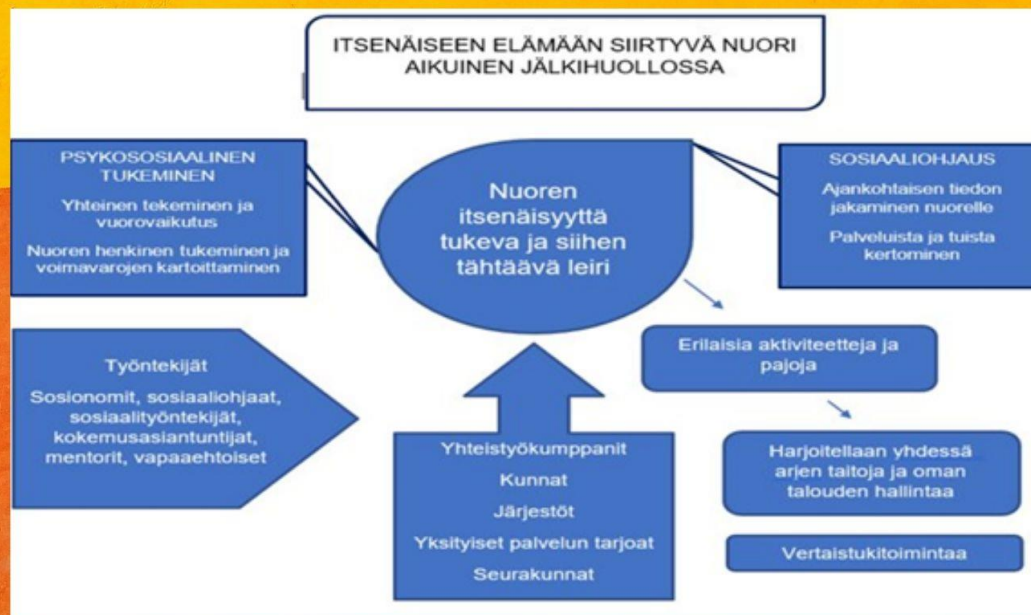 ITSENÄISEEN ELÄMÄÄN SIIRTYVÄ NUORI
AIKUINEN JÄLKIHUOLLOSSA
PSYKOSOSIAALINEN
TUKEMINEN
Yhteinen tekeminen ja
vuorovaikutus
Nuoren henkinen tukeminen ja
voimavarojen kartoittaminen
Nuoren
itsenäisyyttä
tukeva ja siihen
tähtäävä leiri
SOSIAALIOHJAUS
Ajankohtaisen tiedon
jakaminen nuorelle
Palveluista ja tuista
kertominen
Työntekijät
Sosionomit, sosiaaliohjaat,
sosiaalityöntekijät,
kokemusasiantuntijat,
mentorit, vapaaehtoiset
Yhteistyökumppanit
Kunnat
Järjestöt
Yksityiset palvelun tarjoat
Seurakunnat
Erilaisia aktiviteetteja ja
pajoja
Harjoitellaan yhdessä
arjen taitoja ja oman
talouden hallintaa
Vertaistukitoimintaa